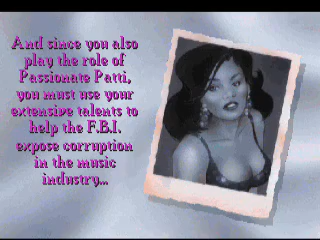 And since you also
play the role of
Passionate Patti,
you must use your
extensive talents to
help the F.B.I.
expose corruption
in the music
industry...